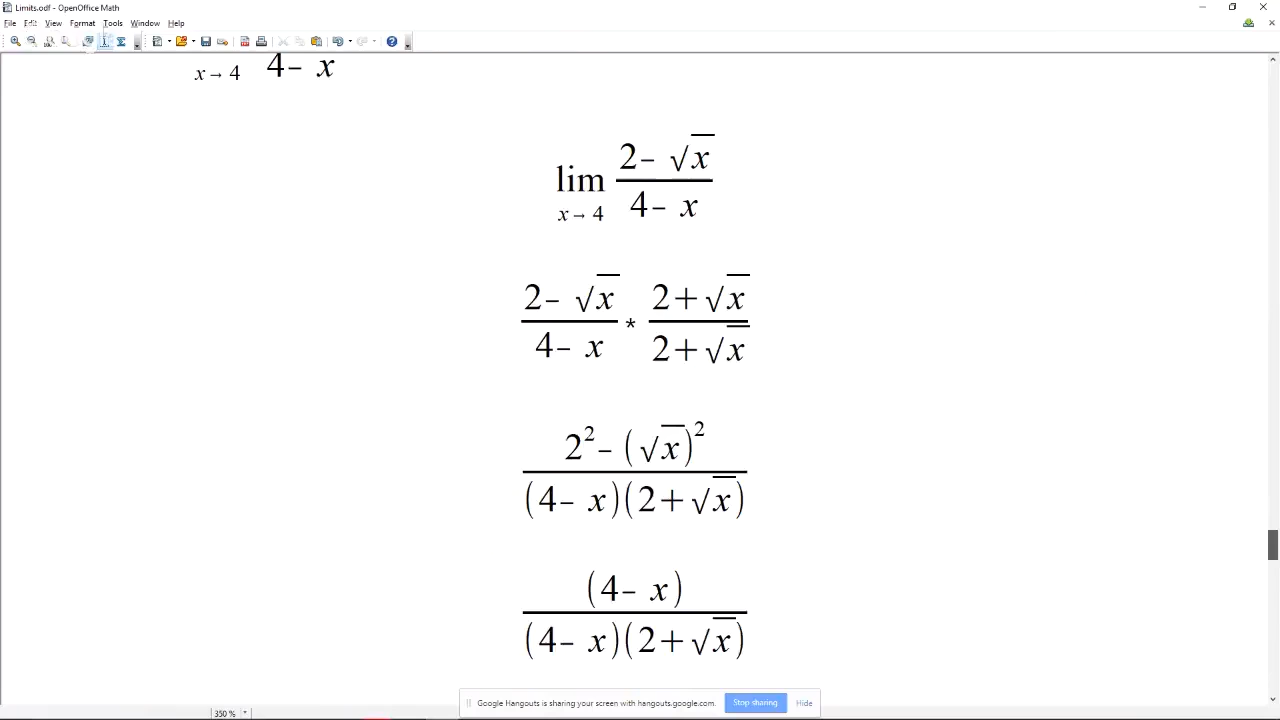 Limits.odf - OpenOffice Math
File Edit View Format Tools Window Help
x→4 4− x
lim x→4 (2− √x)/(4− x)
(2− √x)/(4− x) * (2+√x)/(2+√x)
(2²−(√x)²)/((4− x)(2+√x))
(4− x)/((4− x)(2+√x))
Google Hangouts is sharing your screen with hangouts.google.com. Stop sharing Hide
350 %